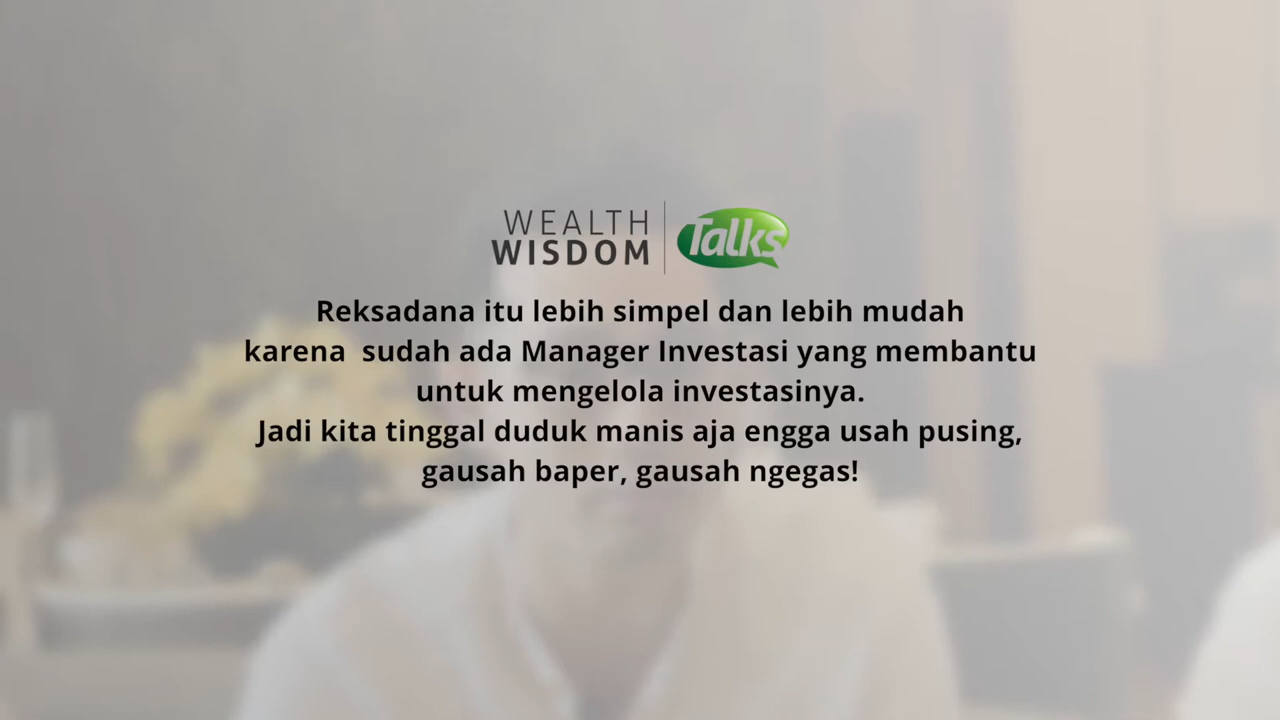 WEALTH
WISDOM
Talks
Reksadana itu lebih simpel dan lebih mudah
karena  sudah ada Manager Investasi yang membantu
untuk mengelola investasinya.
Jadi kita tinggal duduk manis aja engga usah pusing,
gausah baper, gausah ngegas!